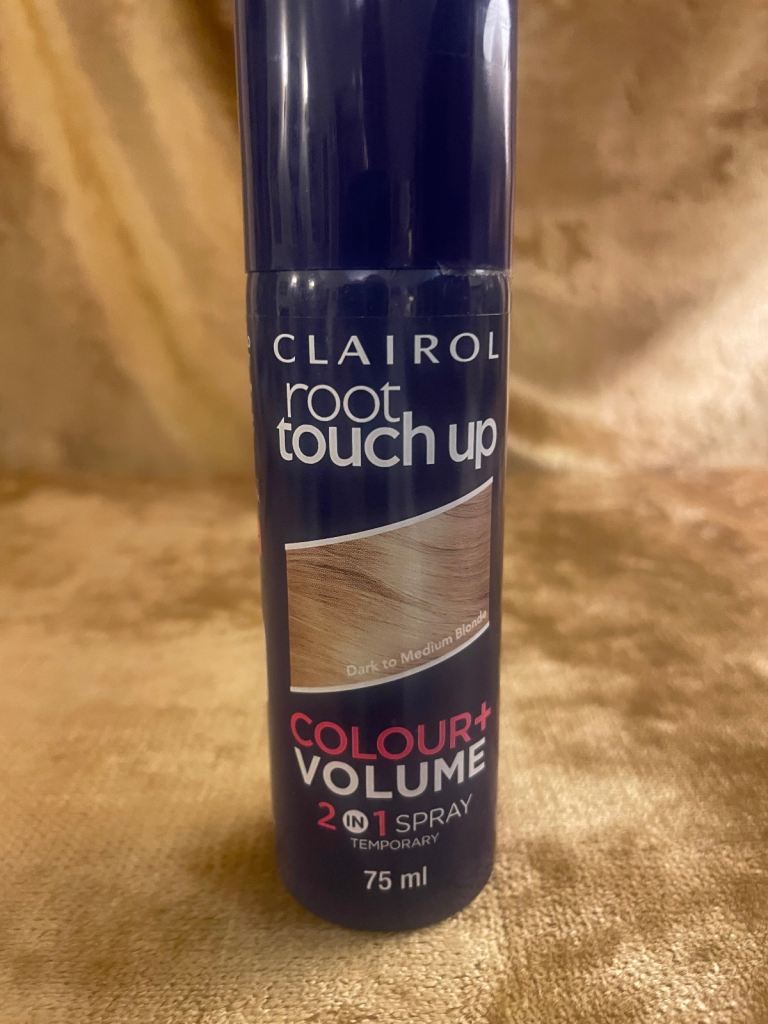 CLAIROL
root
touch up
Dark to Medium Blonde
COLOUR+
VOLUME
2 IN 1 SPRAY
TEMPORARY
75 ml